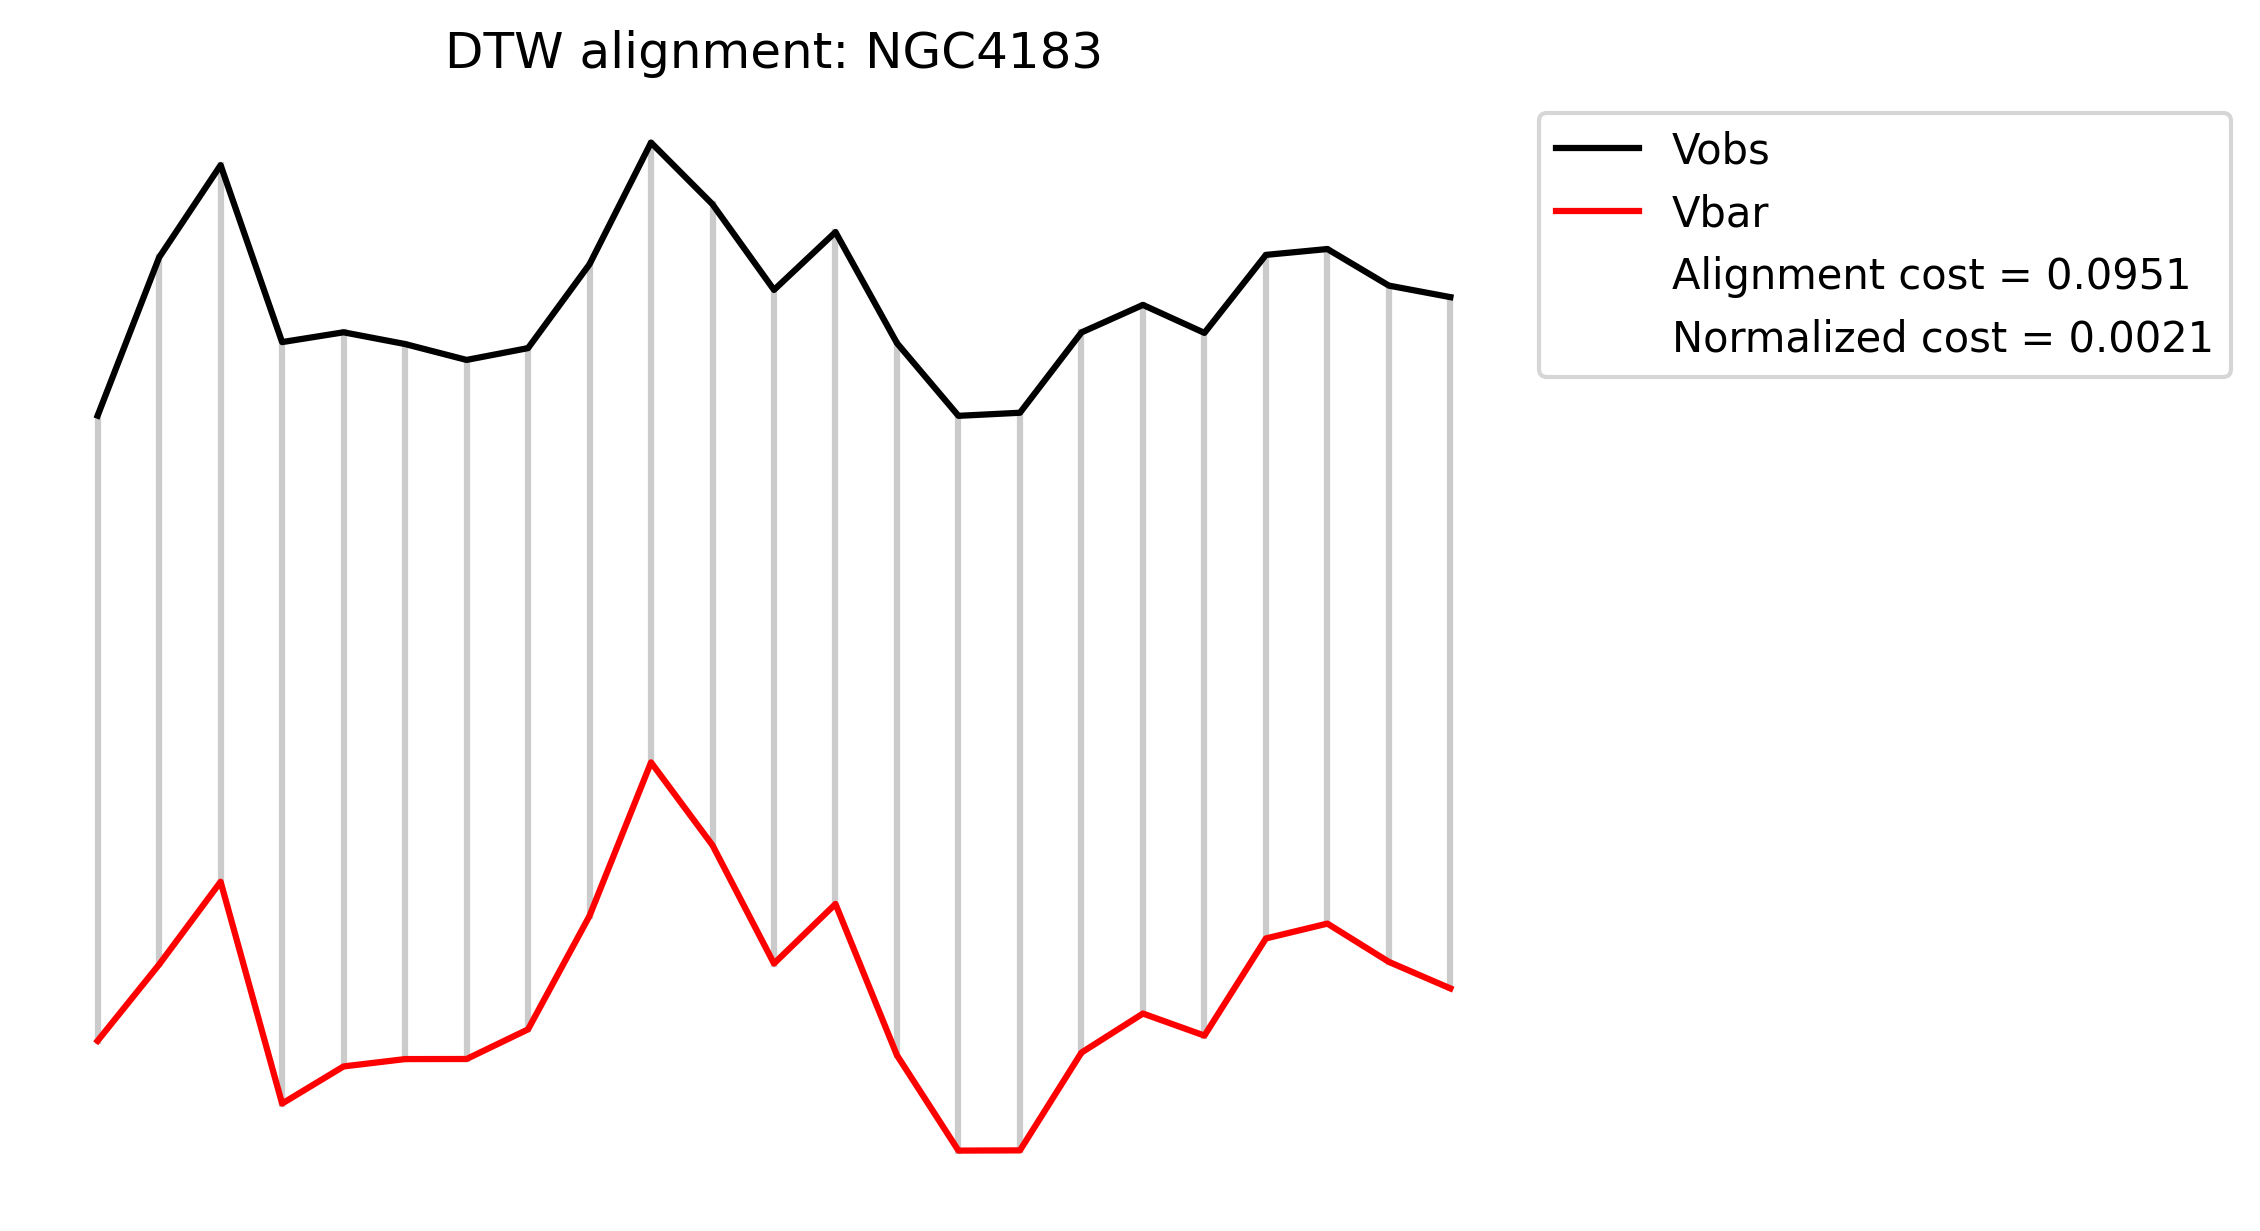 DTW alignment: NGC4183
Vobs
Vbar
Alignment cost = 0.0951
Normalized cost = 0.0021